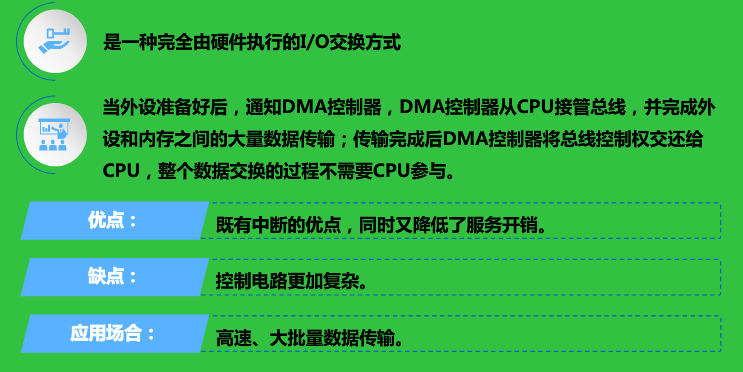 是一种完全由硬件执行的I/O交换方式
当外设准备好后，通知DMA控制器，DMA控制器从CPU接管总线，并完成外
设和内存之间的大量数据传输；传输完成后DMA控制器将总线控制权交还给
CPU，整个数据交换的过程不需要CPU参与。
优点：
既有中断的优点，同时又降低了服务开销。
缺点：
控制电路更加复杂。
应用场合：
高速、大批量数据传输。